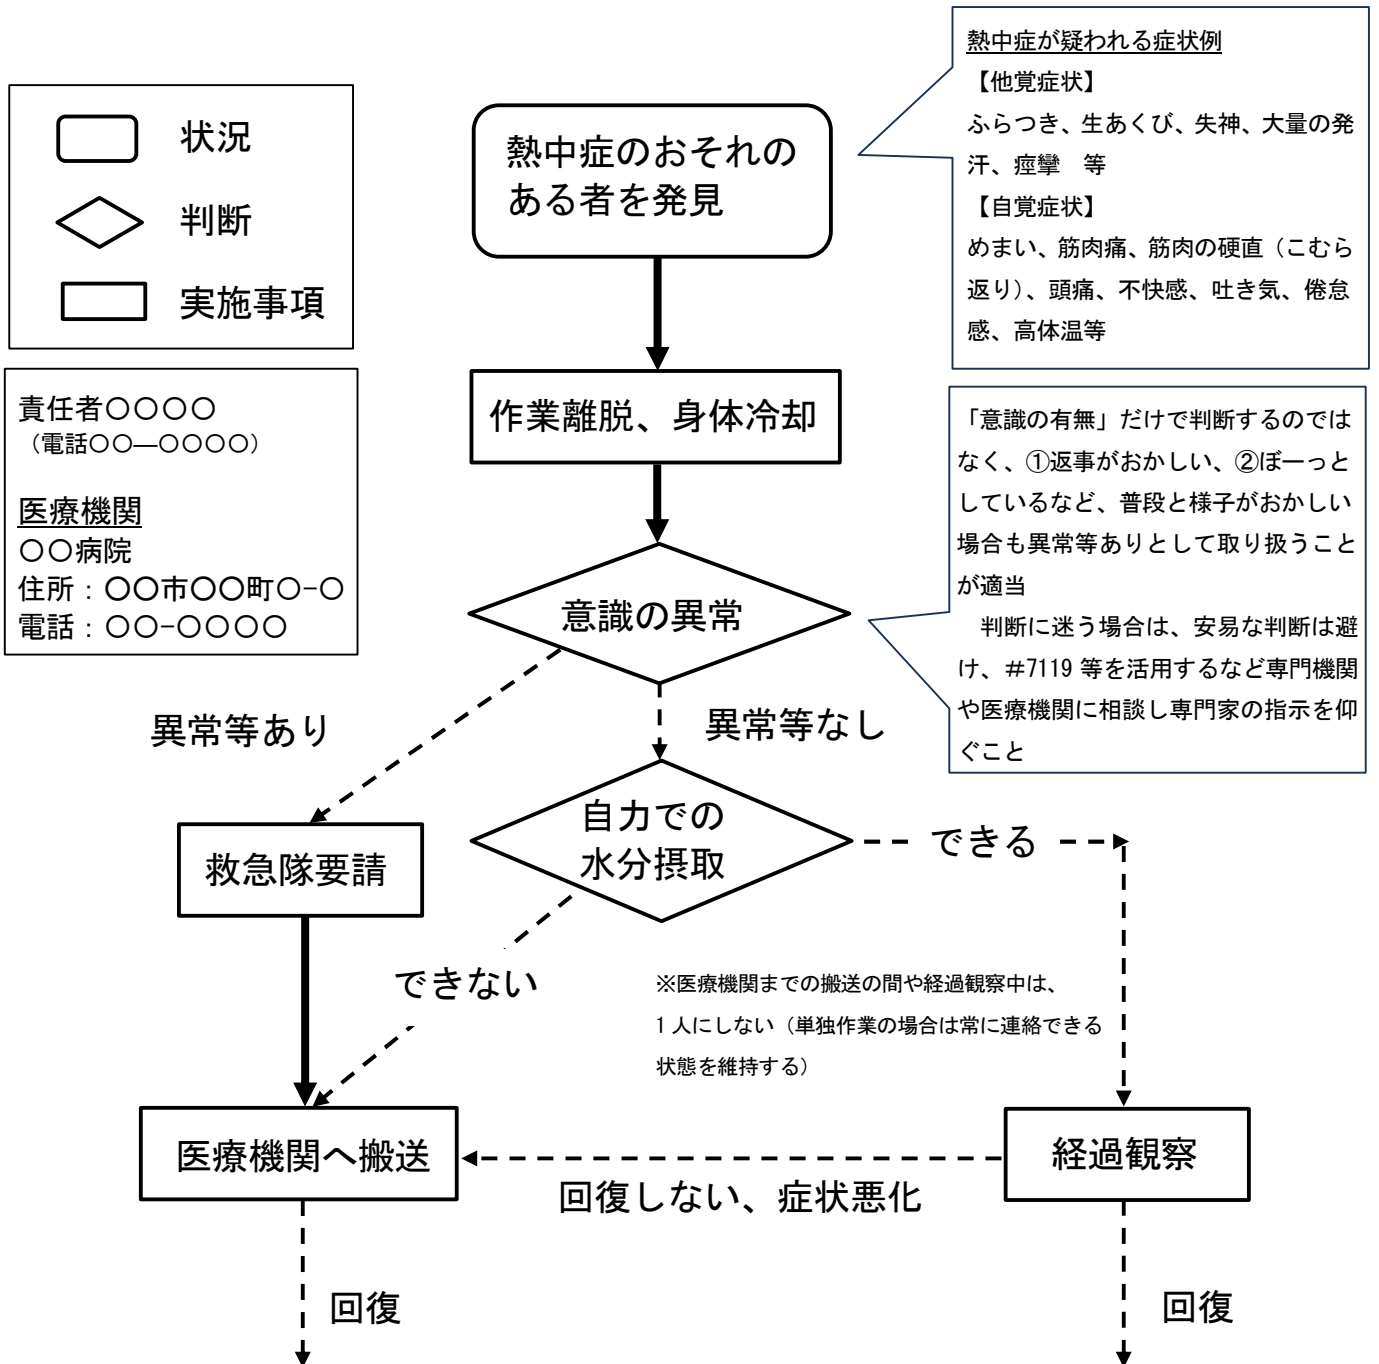 状況
判断
実施事項
責任者〇〇〇〇
（電話〇〇―〇〇〇〇）
医療機関
〇〇病院
住所：〇〇市〇〇町〇-〇
電話：〇〇-〇〇〇〇
熱中症のおそれの
ある者を発見
熱中症が疑われる症状例
【他覚症状】
ふらつき、生あくび、失神、大量の発
汗、痙攣　等
【自覚症状】
めまい、筋肉痛、筋肉の硬直（こむら
返り）、頭痛、不快感、吐き気、倦怠
感、高体温等
作業離脱、身体冷却
「意識の有無」だけで判断するのでは
なく、①返事がおかしい、②ぼーっと
しているなど、普段と様子がおかしい
場合も異常等ありとして取り扱うこと
が適当
　判断に迷う場合は、安易な判断は避
け、＃7119 等を活用するなど専門機関
や医療機関に相談し専門家の指示を仰
ぐこと
意識の異常
異常等あり
異常等なし
自力での
水分摂取
できる
救急隊要請
できない
※医療機関までの搬送の間や経過観察中は、
1 人にしない（単独作業の場合は常に連絡できる
状態を維持する）
医療機関へ搬送
経過観察
回復しない、症状悪化
回復
回復